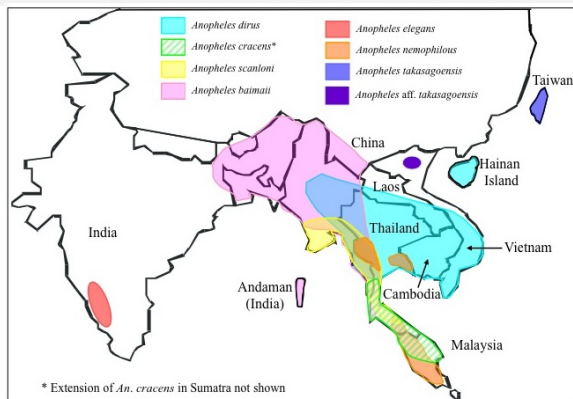 Anopheles dirus
Anopheles cracens*
Anopheles scanloni
Anopheles baimaii
Anopheles elegans
Anopheles nemophilous
Anopheles takasagoensis
Anopheles aff. takasagoensis
Taiwan
China
Hainan
Island
Laos
Thailand
India
Vietnam
Andaman
(India)
Cambodia
Malaysia
* Extension of An. cracens in Sumatra not shown